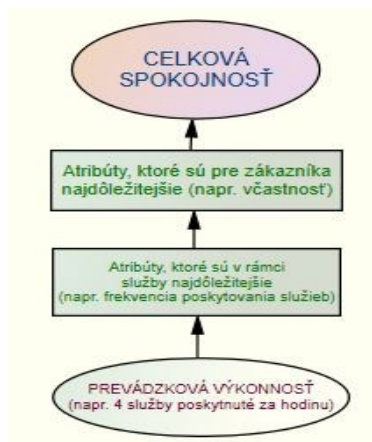 CELKOVÁ
SPOKOJNOSŤ
Atribúty, ktoré sú pre zákazníka
najdôležitejšie (napr. včastnosť)
Atribúty, ktoré sú v rámci
služby najdôležitejšie
(napr. frekvencia poskytovania služieb)
PREVÁDZKOVÁ VÝKONNOSŤ
(napr. 4 služby poskytnuté za hodinu)